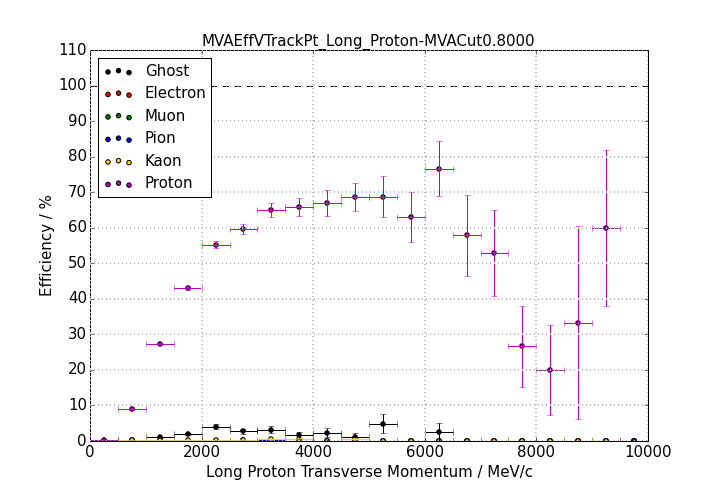 MVAEffVTrackPt_Long_Proton-MVACut0.8000
110
100
90
80
70
60
50
40
30
20
10
0
Efficiency / %
Ghost
Electron
Muon
Pion
Kaon
Proton
0 2000 4000 6000 8000 10000
Long Proton Transverse Momentum / MeV/c